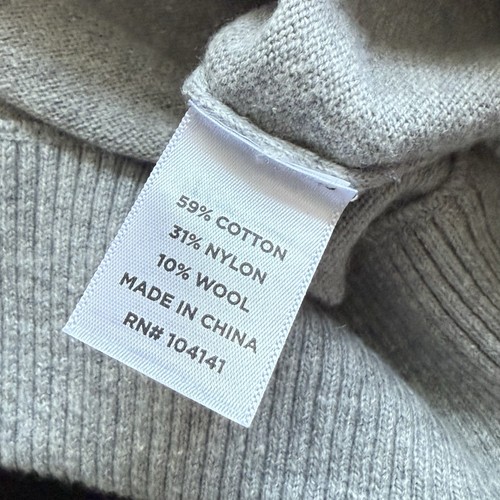 59% COTTON
31% NYLON
10% WOOL
MADE IN CHINA
RN# 104141